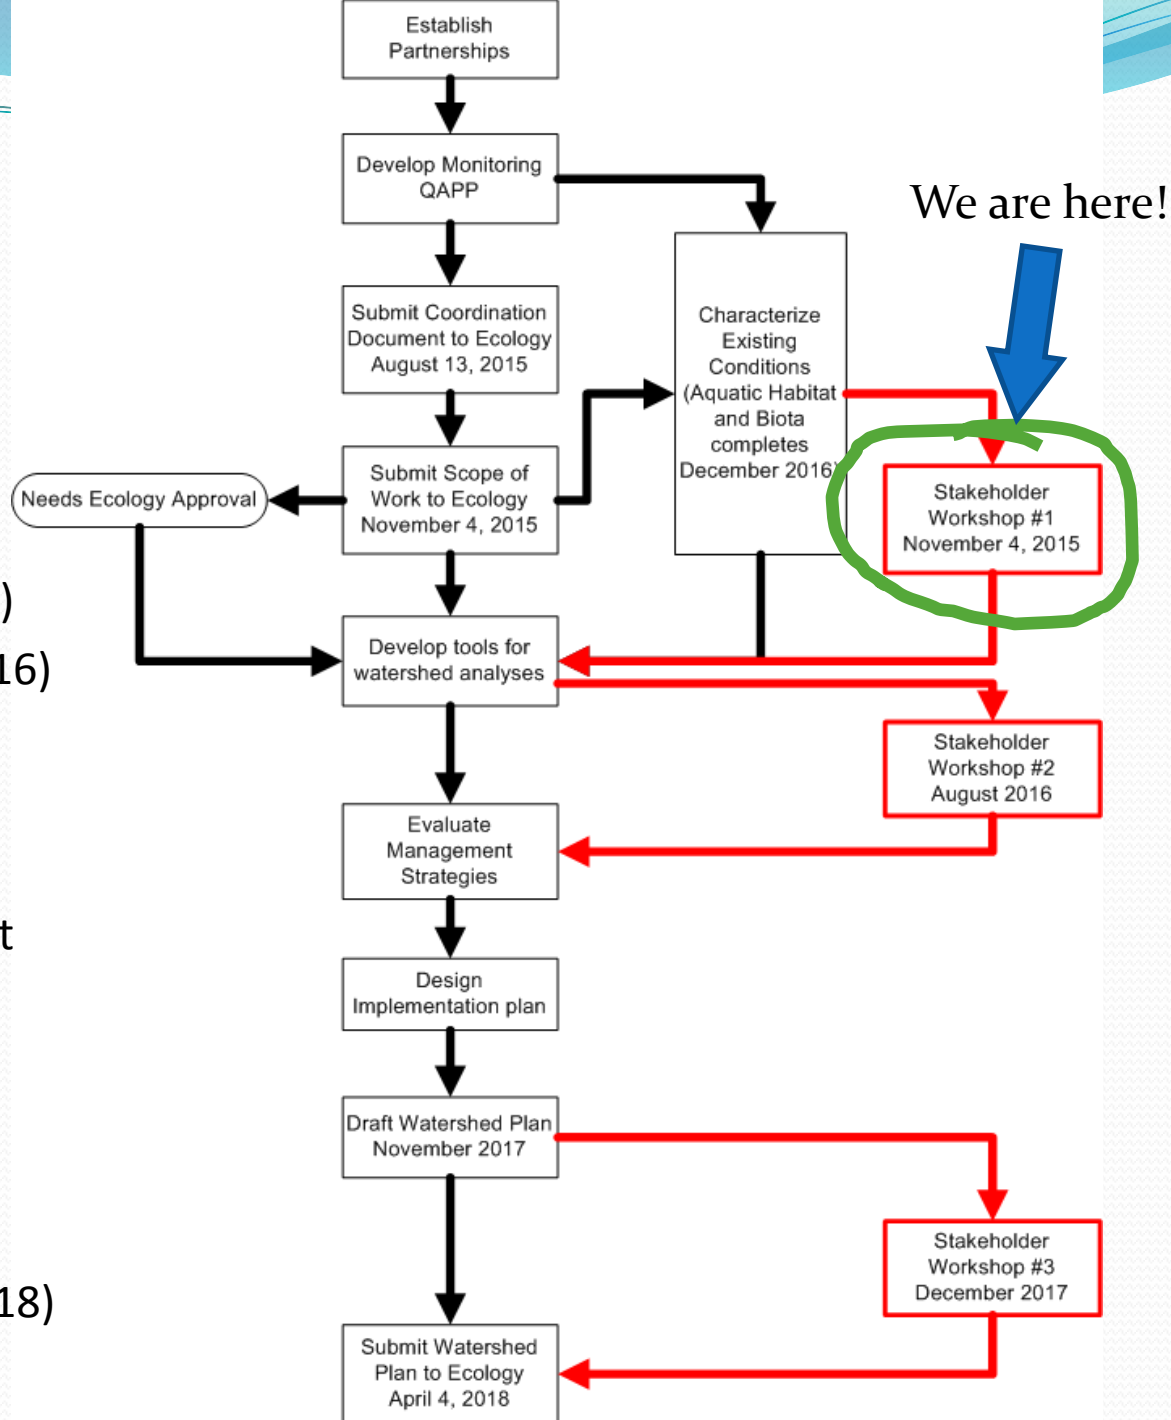 Establish
Partnerships
Develop Monitoring
QAPP
We are here!
Submit Coordination
Document to Ecology
August 13, 2015
Characterize
Existing
Conditions
(Aquatic Habitat
and Biota
completes
December 2016)
Needs Ecology Approval
Submit Scope of
Work to Ecology
November 4, 2015
Stakeholder
Workshop #1
November 4, 2015
)
16)
Develop tools for
watershed analyses
Stakeholder
Workshop #2
August 2016
Evaluate
Management
Strategies
t
Design
Implementation plan
Draft Watershed Plan
November 2017
Stakeholder
Workshop #3
December 2017
18)
Submit Watershed
Plan to Ecology
April 4, 2018